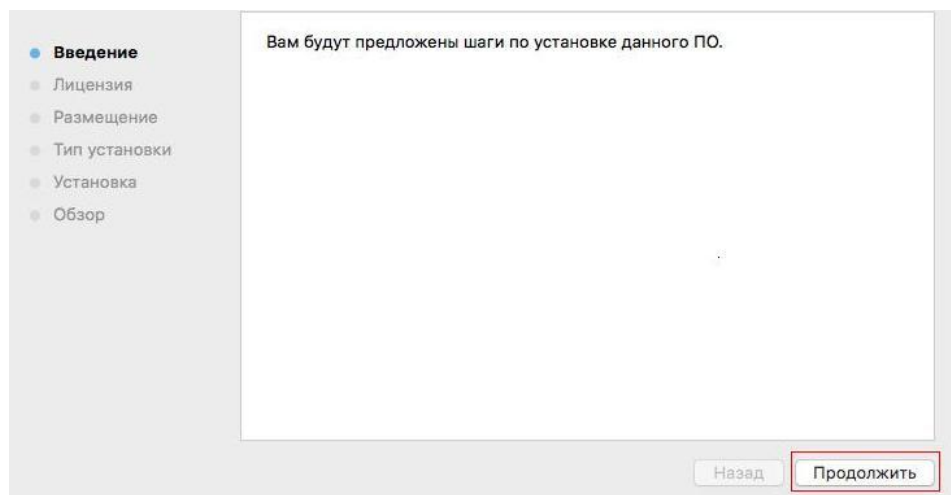 Введение
Лицензия
Размещение
Тип установки
Установка
Обзор
Вам будут предложены шаги по установке данного ПО.
Назад
Продолжить